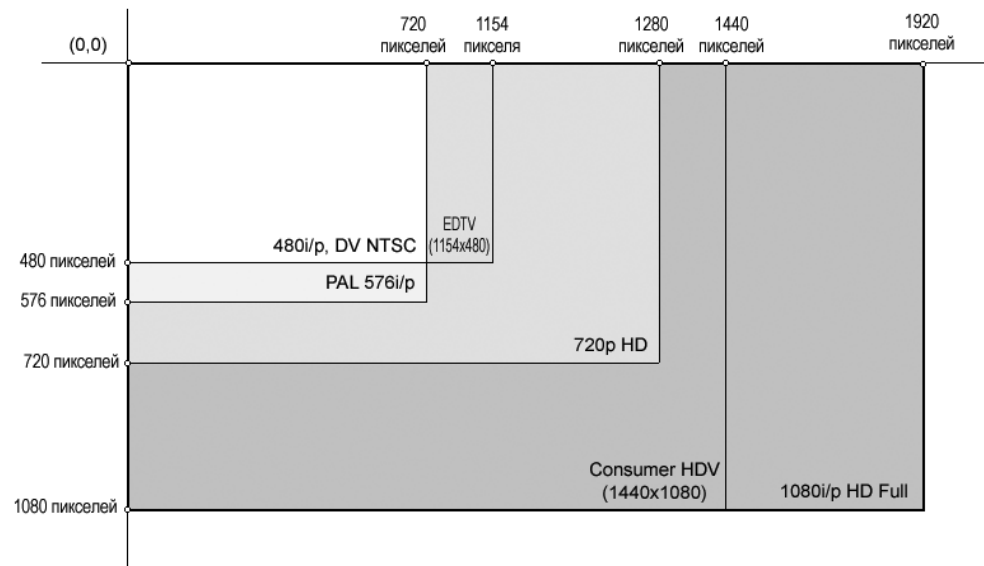 (0,0)
720
пикселей
1154
пикселя
1280
пикселей
1440
пикселей
1920
пикселей
EDTV
(1154x480)
480i/p, DV NTSC
480 пикселей
PAL 576i/p
576 пикселей
720p HD
720 пикселей
Consumer HDV
(1440x1080)
1080i/p HD Full
1080 пикселей